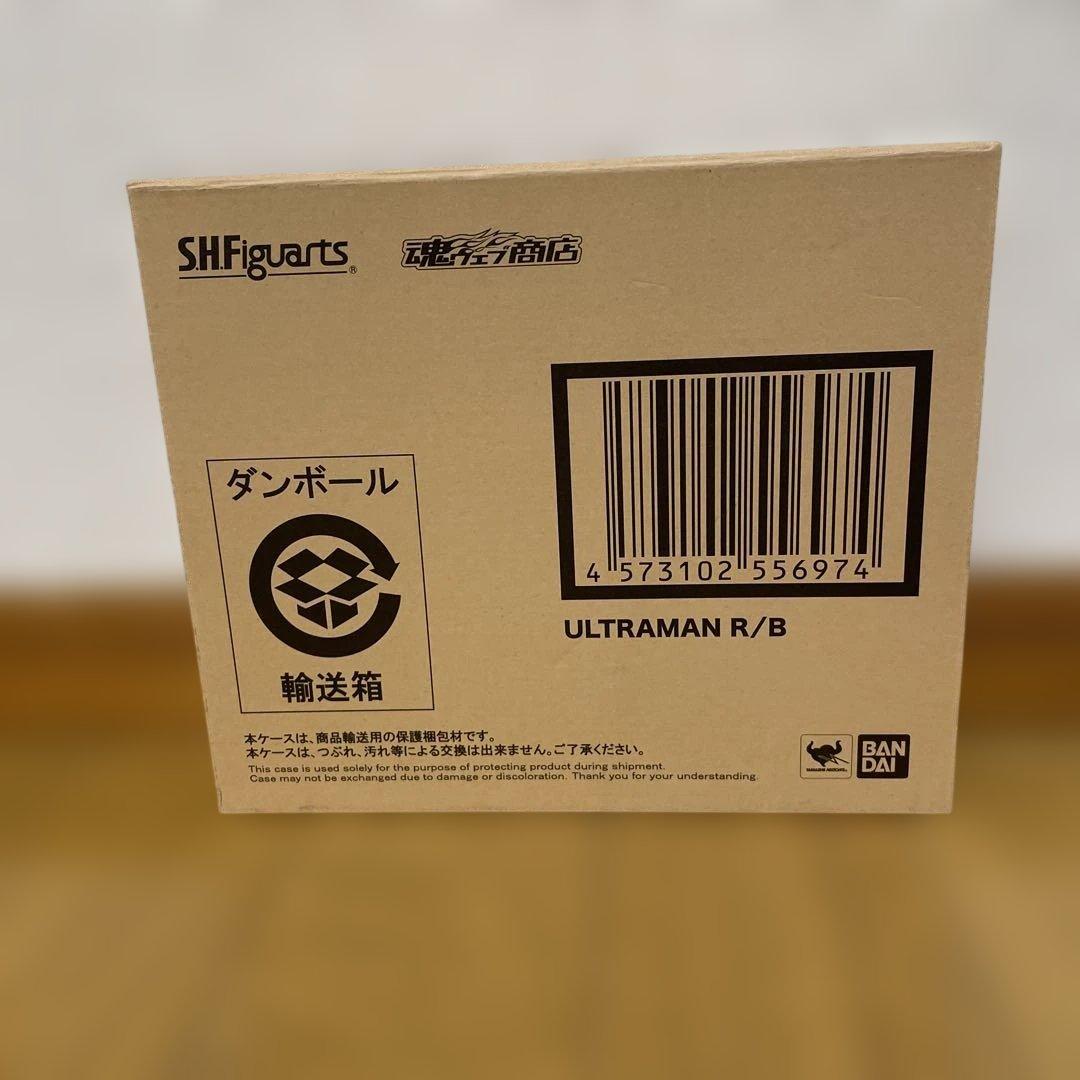 S.H.Figuarts®
魂ウェブ商店
4 573102 556974
ULTRAMAN R/B
ダンボール
輸送箱
本ケースは、商品輸送用の保護梱包材です。
本ケースは、つぶれ、汚れ等による交換は出来ません。ご了承ください。
This case is used solely for the purpose of protecting product during shipment.
Case may not be exchanged due to damage or discoloration. Thank you for your understanding.
BAN
DAI